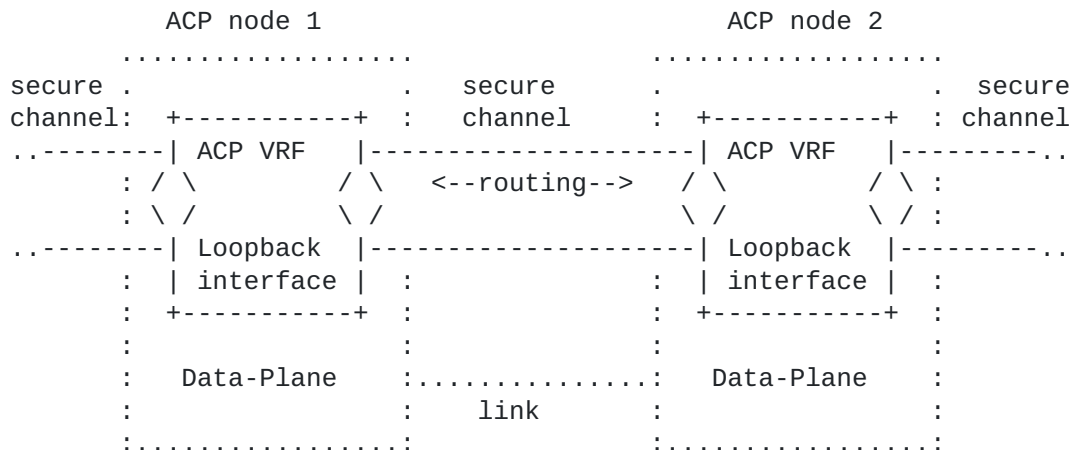 ACP node 1 ACP node 2
secure secure secure
channel channel channel
ACP VRF ACP VRF
<--routing-->
Loopback Loopback
interface interface
Data-Plane Data-Plane
link